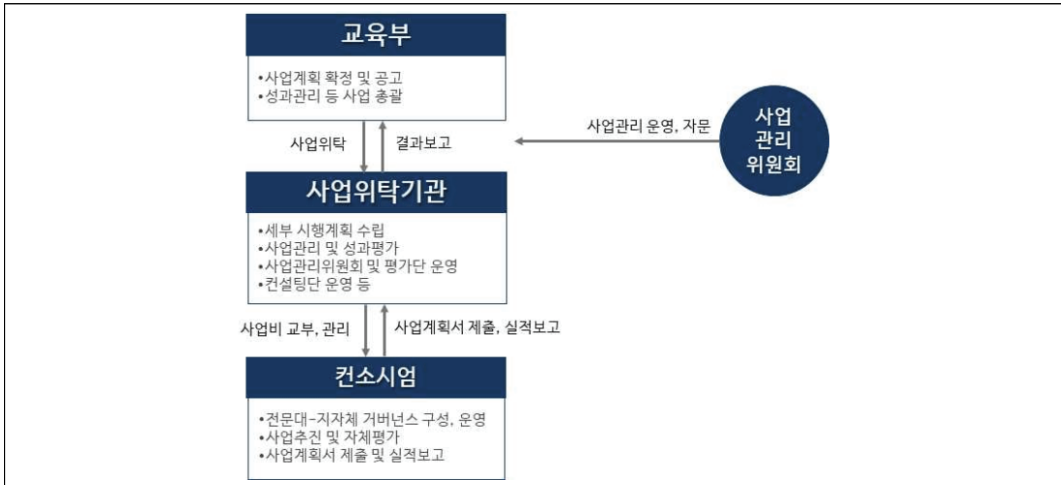 교육부
•사업계획 확정 및 공고
•성과관리 등 사업 총괄
사업위탁
결과보고
사업관리 운영, 자문
사업
관리
위원회
사업위탁기관
•세부 시행계획 수립
•사업관리 및 성과평가
•사업관리위원회 및 평가단 운영
•컨설팅단 운영 등
사업비 교부, 관리
사업계획서 제출, 실적보고
컨소시엄
•전문대-지자체 거버넌스 구성, 운영
•사업추진 및 자체평가
•사업계획서 제출 및 실적보고